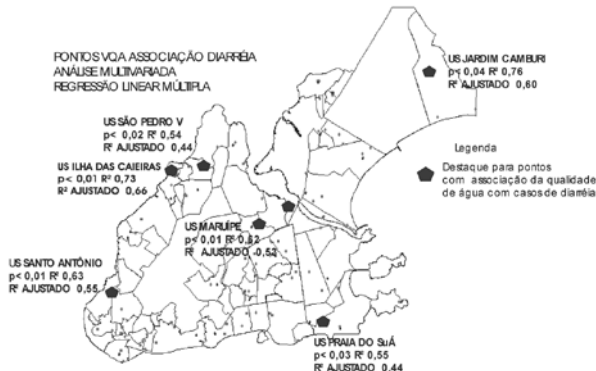 PONTOS VQA ASSOCIAÇÃO DIARRÉIA
ANÁLISE MULTIVARIADA
REGRESSÃO LINEAR MÚLTIPLA
US JARDIM CAMBURI
p< 0,04 R² 0,76
R² AJUSTADO 0,60
US SÃO PEDRO V
p< 0,02 R² 0,54
R² AJUSTADO 0,44
US ILHA DAS CAIEIRAS
p< 0,01 R² 0,73
R² AJUSTADO 0,66
Legenda
Destaque para pontos
com associação da qualidade
de água com casos de diarréia
US MARUÍPE
p< 0,01 R² 0,62
R² AJUSTADO 0,52
US SANTO ANTÔNIO
p< 0,01 R² 0,63
R² AJUSTADO 0,55
US PRAIA DO SuÁ
p< 0,03 R² 0,55
R² AJUSTADO 0,44